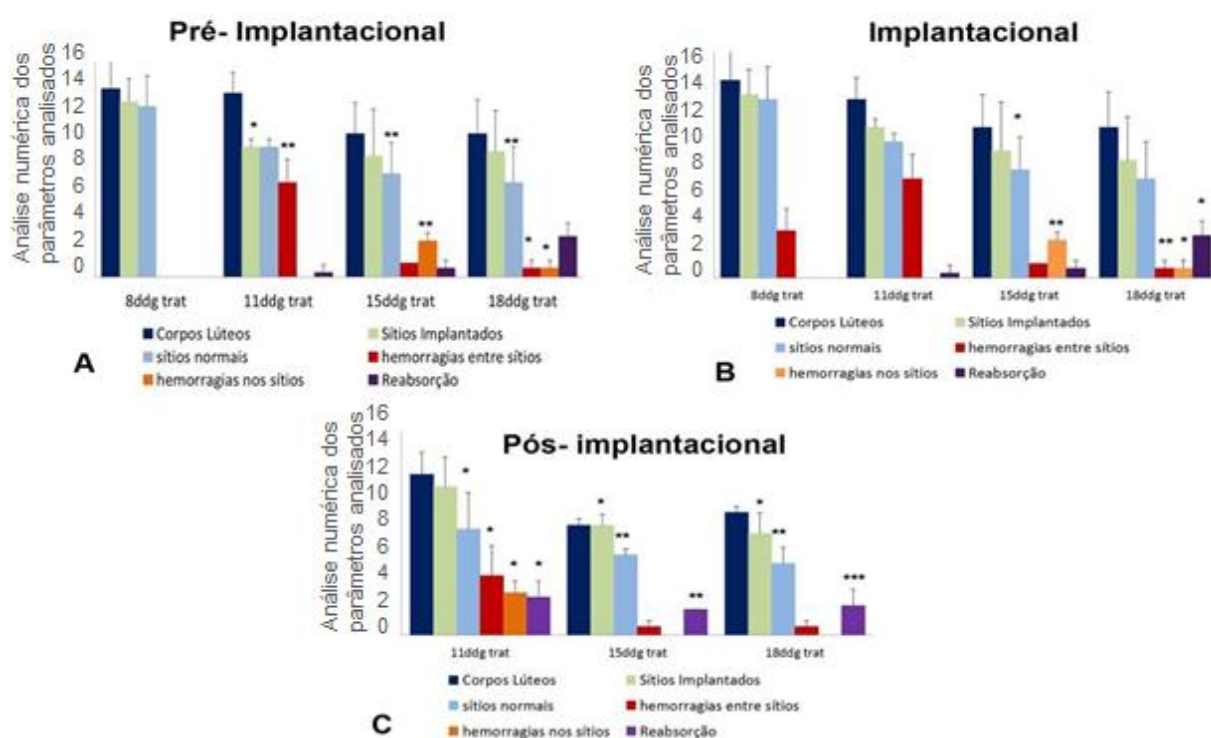 Pré- Implantacional
Análise numérica dos
parâmetros analisados
16
14
12
10
8
6
4
2
0
*
**
**
**
**
*
*
8ddg trat 11ddg trat 15ddg trat 18ddg trat
Corpos Lúteos Sítios Implantados
sítios normais hemorragias entre sítios
hemorragias nos sítios Reabsorção
A
Implantacional
Análise numérica dos
parâmetros analisados
16
14
12
10
8
6
4
2
0
*
**
**
*
*
8ddg trat 11ddg trat 15ddg trat 18ddg trat
Corpos Lúteos Sítios Implantados
sítios normais hemorragias entre sítios
hemorragias nos sítios Reabsorção
B
Pós- implantacional
Análise numérica dos
parâmetros analisados
16
14
12
10
8
6
4
2
0
*
*
*
*
*
**
**
*
**
***
11ddg trat 15ddg trat 18ddg trat
Corpos Lúteos Sítios Implantados
sítios normais hemorragias entre sítios
hemorragias nos sítios Reabsorção
C